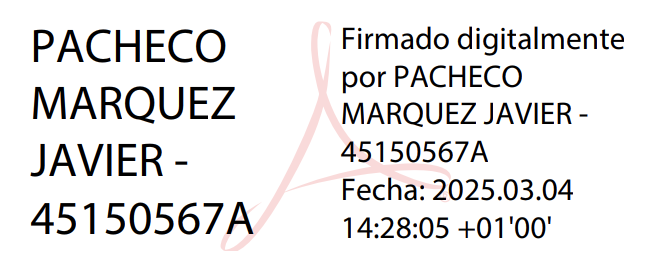 PACHECO
MARQUEZ
JAVIER -
45150567A
Firmado digitalmente
por PACHECO
MARQUEZ JAVIER -
45150567A
Fecha: 2025.03.04
14:28:05 +01'00'